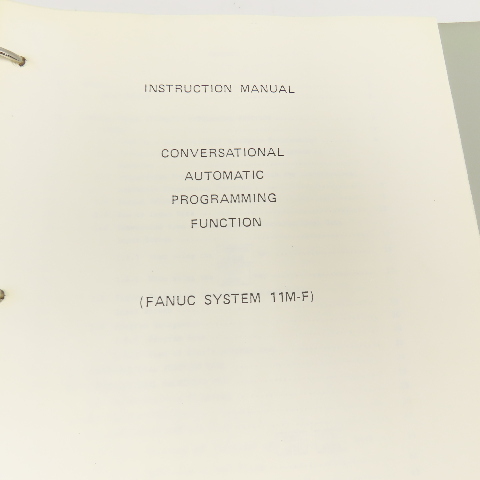 INSTRUCTION MANUAL
CONVERSATIONAL
AUTOMATIC
PROGRAMMING
FUNCTION
(FANUC SYSTEM 11M-F)